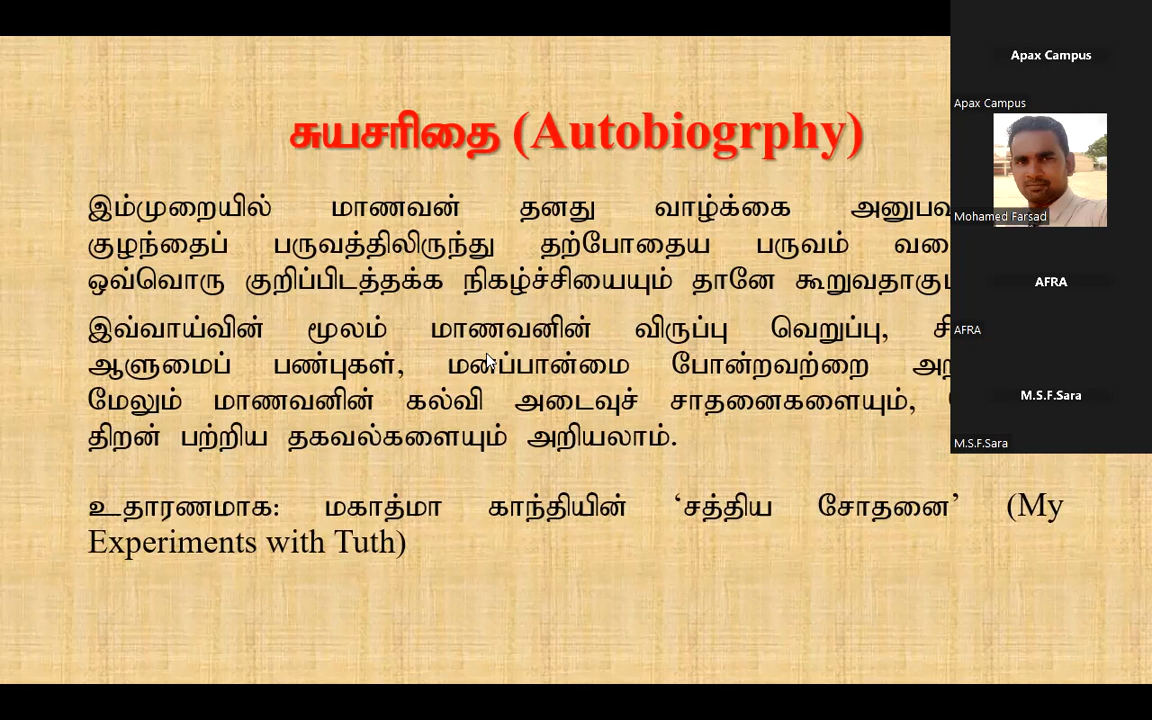 சுயசரிதை (Autobiogrphy)
இம்முறையில் மாணவன் தனது வாழ்க்கை
குழந்தைப் பருவத்திலிருந்து தற்போதைய பருவம்
ஒவ்வொரு குறிப்பிடத்தக்க நிகழ்ச்சியையும் தானே
இவ்வாய்வின் மூலம் மாணவனின் விருப்பு வெறுப்பு,
ஆளுமைப் பண்புகள், மனப்பான்மை போன்றவற்றை
மேலும் மாணவனின் கல்வி அடைவுச் சாதனைகளையும்,
திறன் பற்றிய தகவல்களையும் அறியலாம்.
உதாரணமாக: மகாத்மா காந்தியின் ‘சத்திய சோதனை’ (My
Experiments with Tuth)
Apax Campus
Apax Campus
Mohamed Farsad
AFRA
AFRA
M.S.F.Sara
M.S.F.Sara